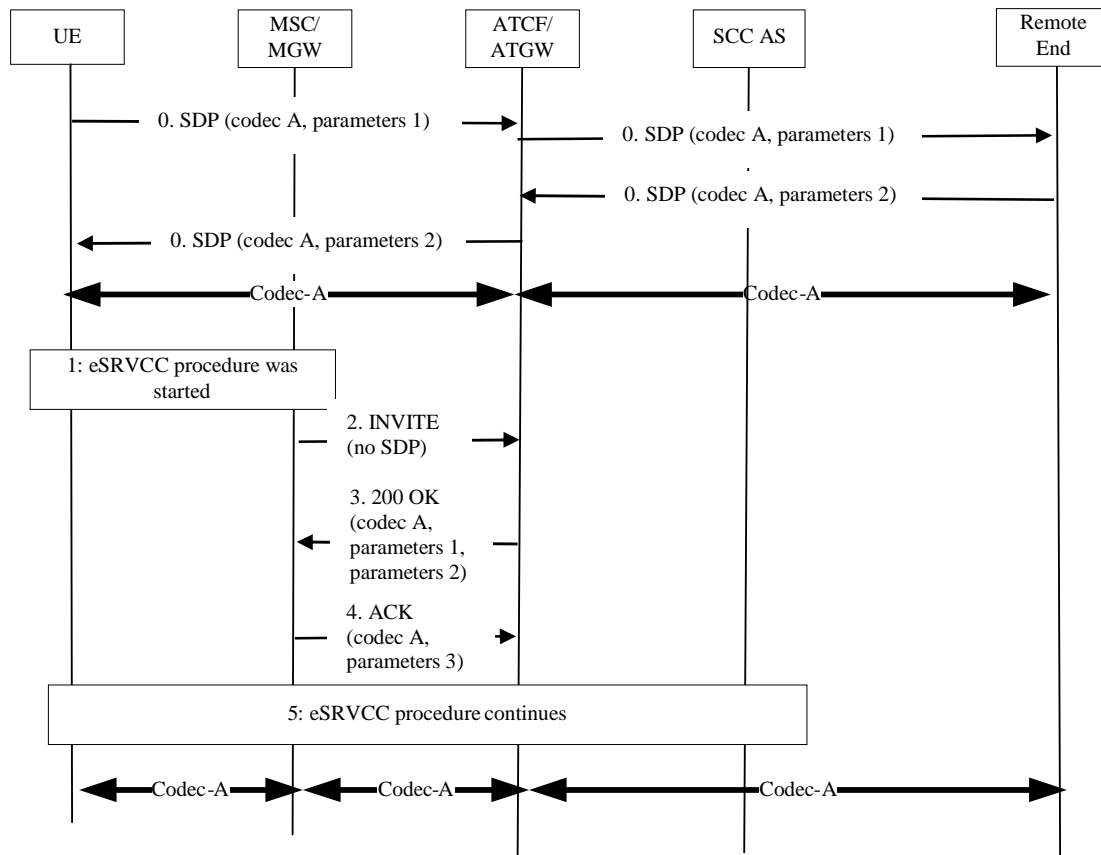 UE
MSC/
MGW
ATCF/
ATGW
SCC AS
Remote
End
0. SDP (codec A, parameters 1)
0. SDP (codec A, parameters 1)
0. SDP (codec A, parameters 2)
0. SDP (codec A, parameters 2)
Codec-A
Codec-A
1: eSRVCC procedure was
started
2. INVITE
(no SDP)
3. 200 OK
(codec A,
parameters 1,
parameters 2)
4. ACK
(codec A,
parameters 3)
5: eSRVCC procedure continues
Codec-A
Codec-A
Codec-A